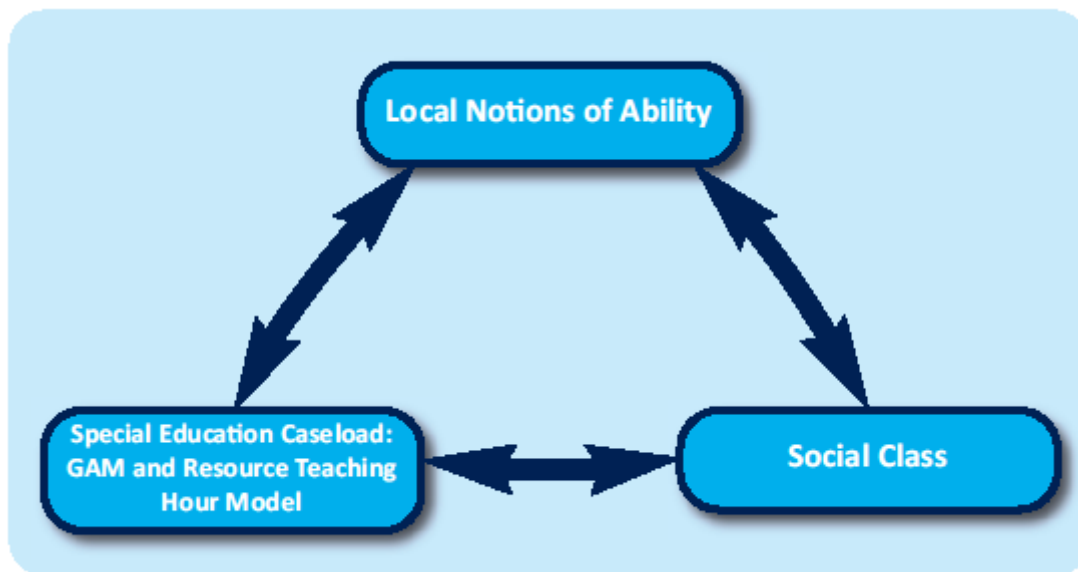 Local Notions of Ability
Special Education Caseload:
GAM and Resource Teaching
Hour Model
Social Class